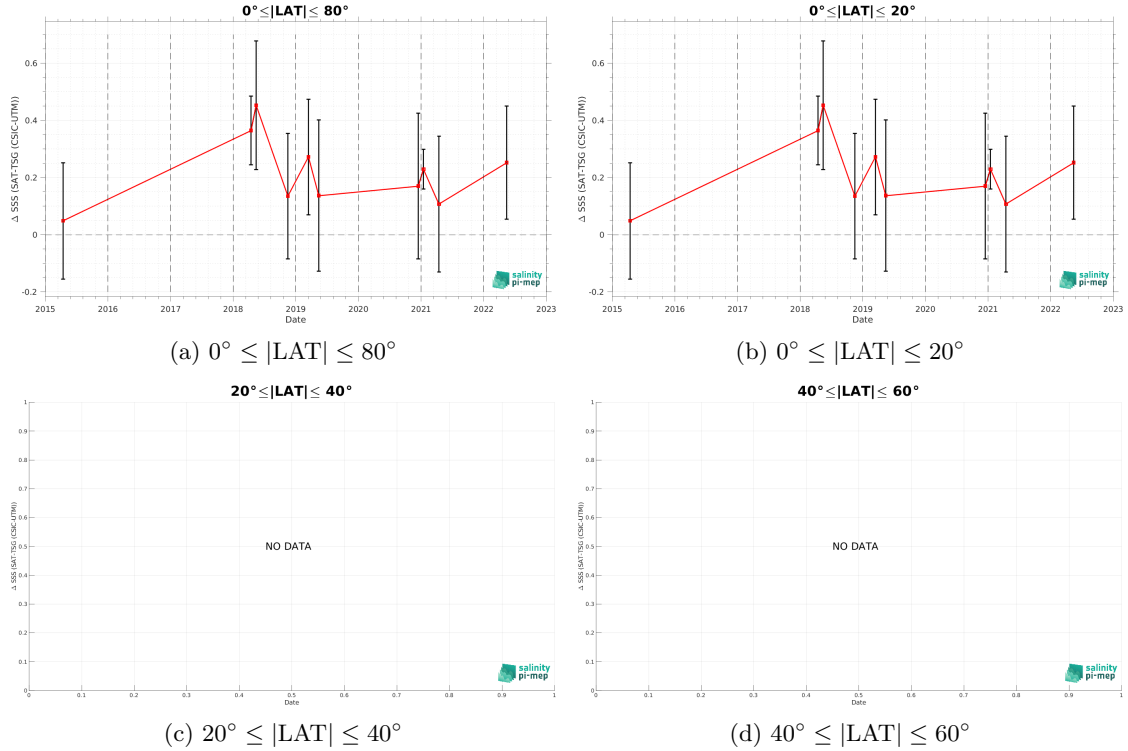 0°≤|LAT|≤ 80°
Δ SSS (SAT-TSG (CSIC-UTM))
0.6
0.4
0.2
0
-0.2
2015 2016 2017 2018 2019 2020 2021 2022 2023
Date
salinity
pi-mep
(a) 0° ≤ |LAT| ≤ 80°
0°≤|LAT|≤ 20°
Δ SSS (SAT-TSG (CSIC-UTM))
0.6
0.4
0.2
0
-0.2
2015 2016 2017 2018 2019 2020 2021 2022 2023
Date
salinity
pi-mep
(b) 0° ≤ |LAT| ≤ 20°
20°≤|LAT|≤ 40°
Δ SSS (SAT-TSG (CSIC-UTM))
1
0.9
0.8
0.7
0.6
0.5
0.4
0.3
0.2
0.1
0
NO DATA
0 0.1 0.2 0.3 0.4 0.5 0.6 0.7 0.8 0.9 1
Date
salinity
pi-mep
(c) 20° ≤ |LAT| ≤ 40°
40°≤|LAT|≤ 60°
Δ SSS (SAT-TSG (CSIC-UTM))
1
0.9
0.8
0.7
0.6
0.5
0.4
0.3
0.2
0.1
0
NO DATA
0 0.1 0.2 0.3 0.4 0.5 0.6 0.7 0.8 0.9 1
Date
salinity
pi-mep
(d) 40° ≤ |LAT| ≤ 60°